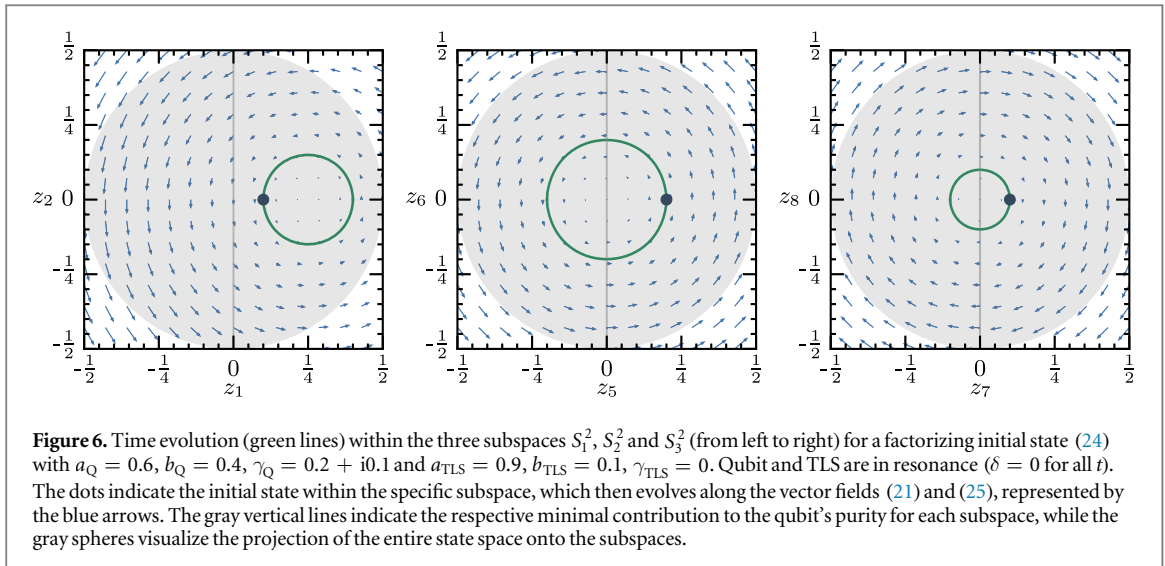 1/2 1/2 1/2
1/4 1/4 1/4
z₂ 0 z₆ 0 z₈ 0
-1/4 -1/4 -1/4
-1/2 -1/2 -1/2
-1/2 -1/4 0 1/4 1/2 -1/2 -1/4 0 1/4 1/2 -1/2 -1/4 0 1/4 1/2
z₁ z₅ z₇
Figure 6. Time evolution (green lines) within the three subspaces S₁², S₂² and S₃² (from left to right) for a factorizing initial state (24)
with a_Q = 0.6, b_Q = 0.4, γ_Q = 0.2 + i0.1 and a_TLS = 0.9, b_TLS = 0.1, γ_TLS = 0. Qubit and TLS are in resonance (δ = 0 for all t).
The dots indicate the initial state within the specific subspace, which then evolves along the vector fields (21) and (25), represented by
the blue arrows. The gray vertical lines indicate the respective minimal contribution to the qubit's purity for each subspace, while the
gray spheres visualize the projection of the entire state space onto the subspaces.